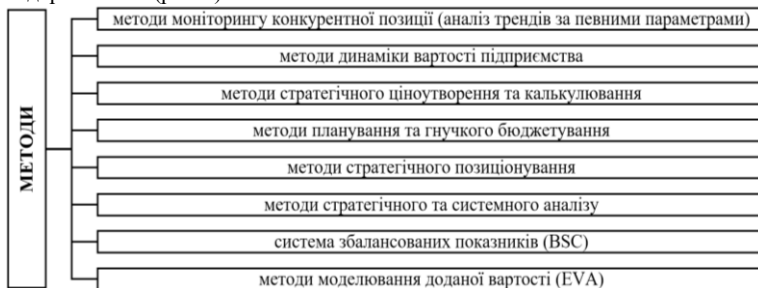 методи моніторингу конкурентної позиції (аналіз трендів за певними параметрами)
методи динаміки вартості підприємства
методи стратегічного ціноутворення та калькулювання
методи планування та гнучкого бюджетування
МЕТОДИ
методи стратегічного позиціонування
методи стратегічного та системного аналізу
система збалансованих показників (BSC)
методи моделювання доданої вартості (EVA)